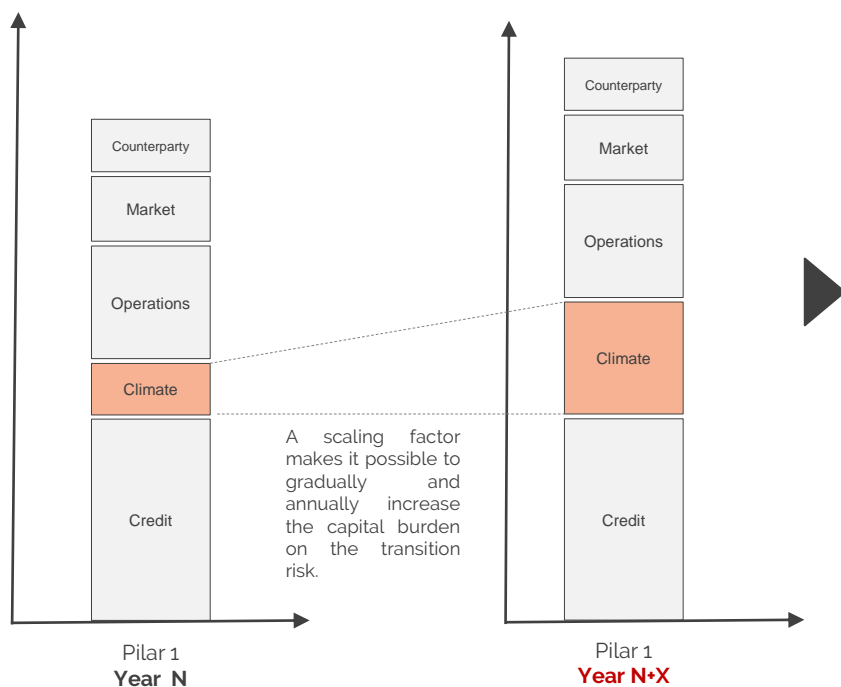 Counterparty
Market
Operations
Climate
Credit
Pilar 1
Year N
A scaling factor
makes it possible to
gradually and
annually increase
the capital burden
on the transition
risk.
Counterparty
Market
Operations
Climate
Credit
Pilar 1
Year N+X